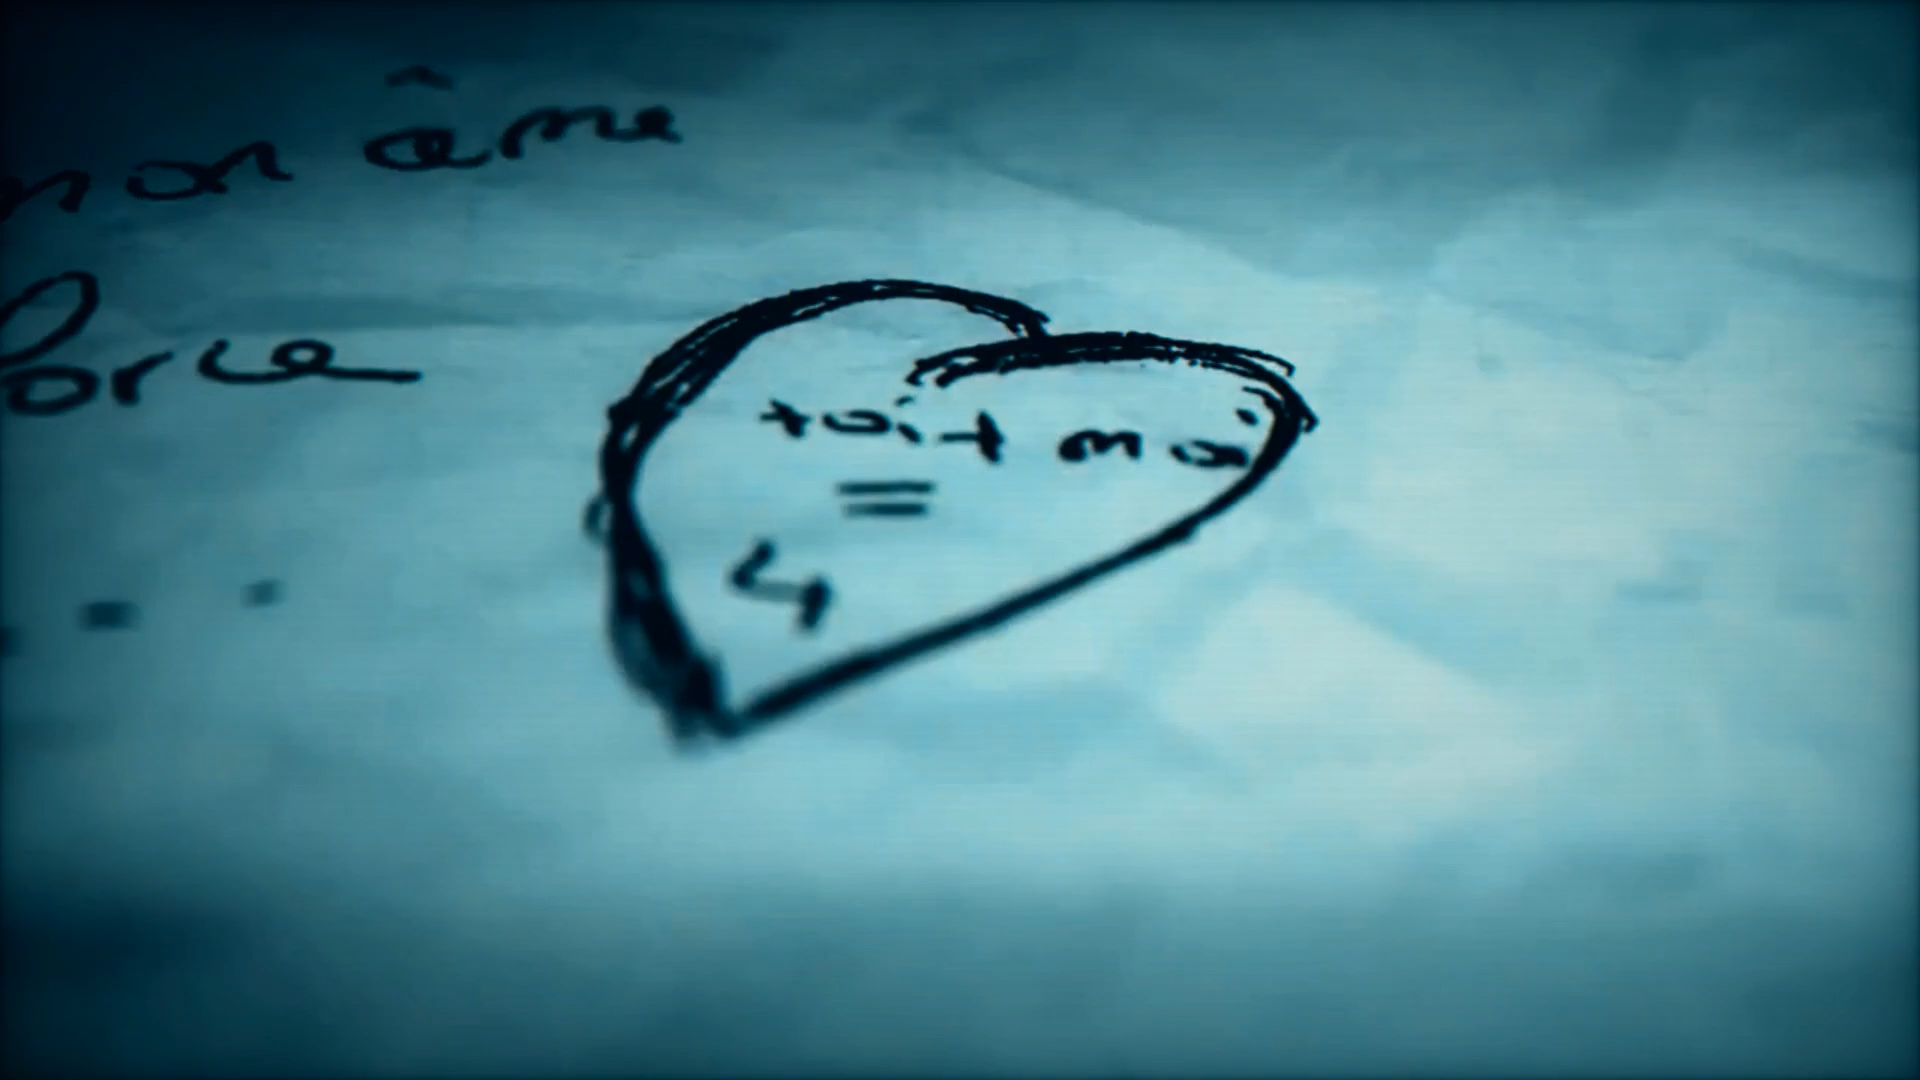 mon âme
force
...
toi + moi
=
4